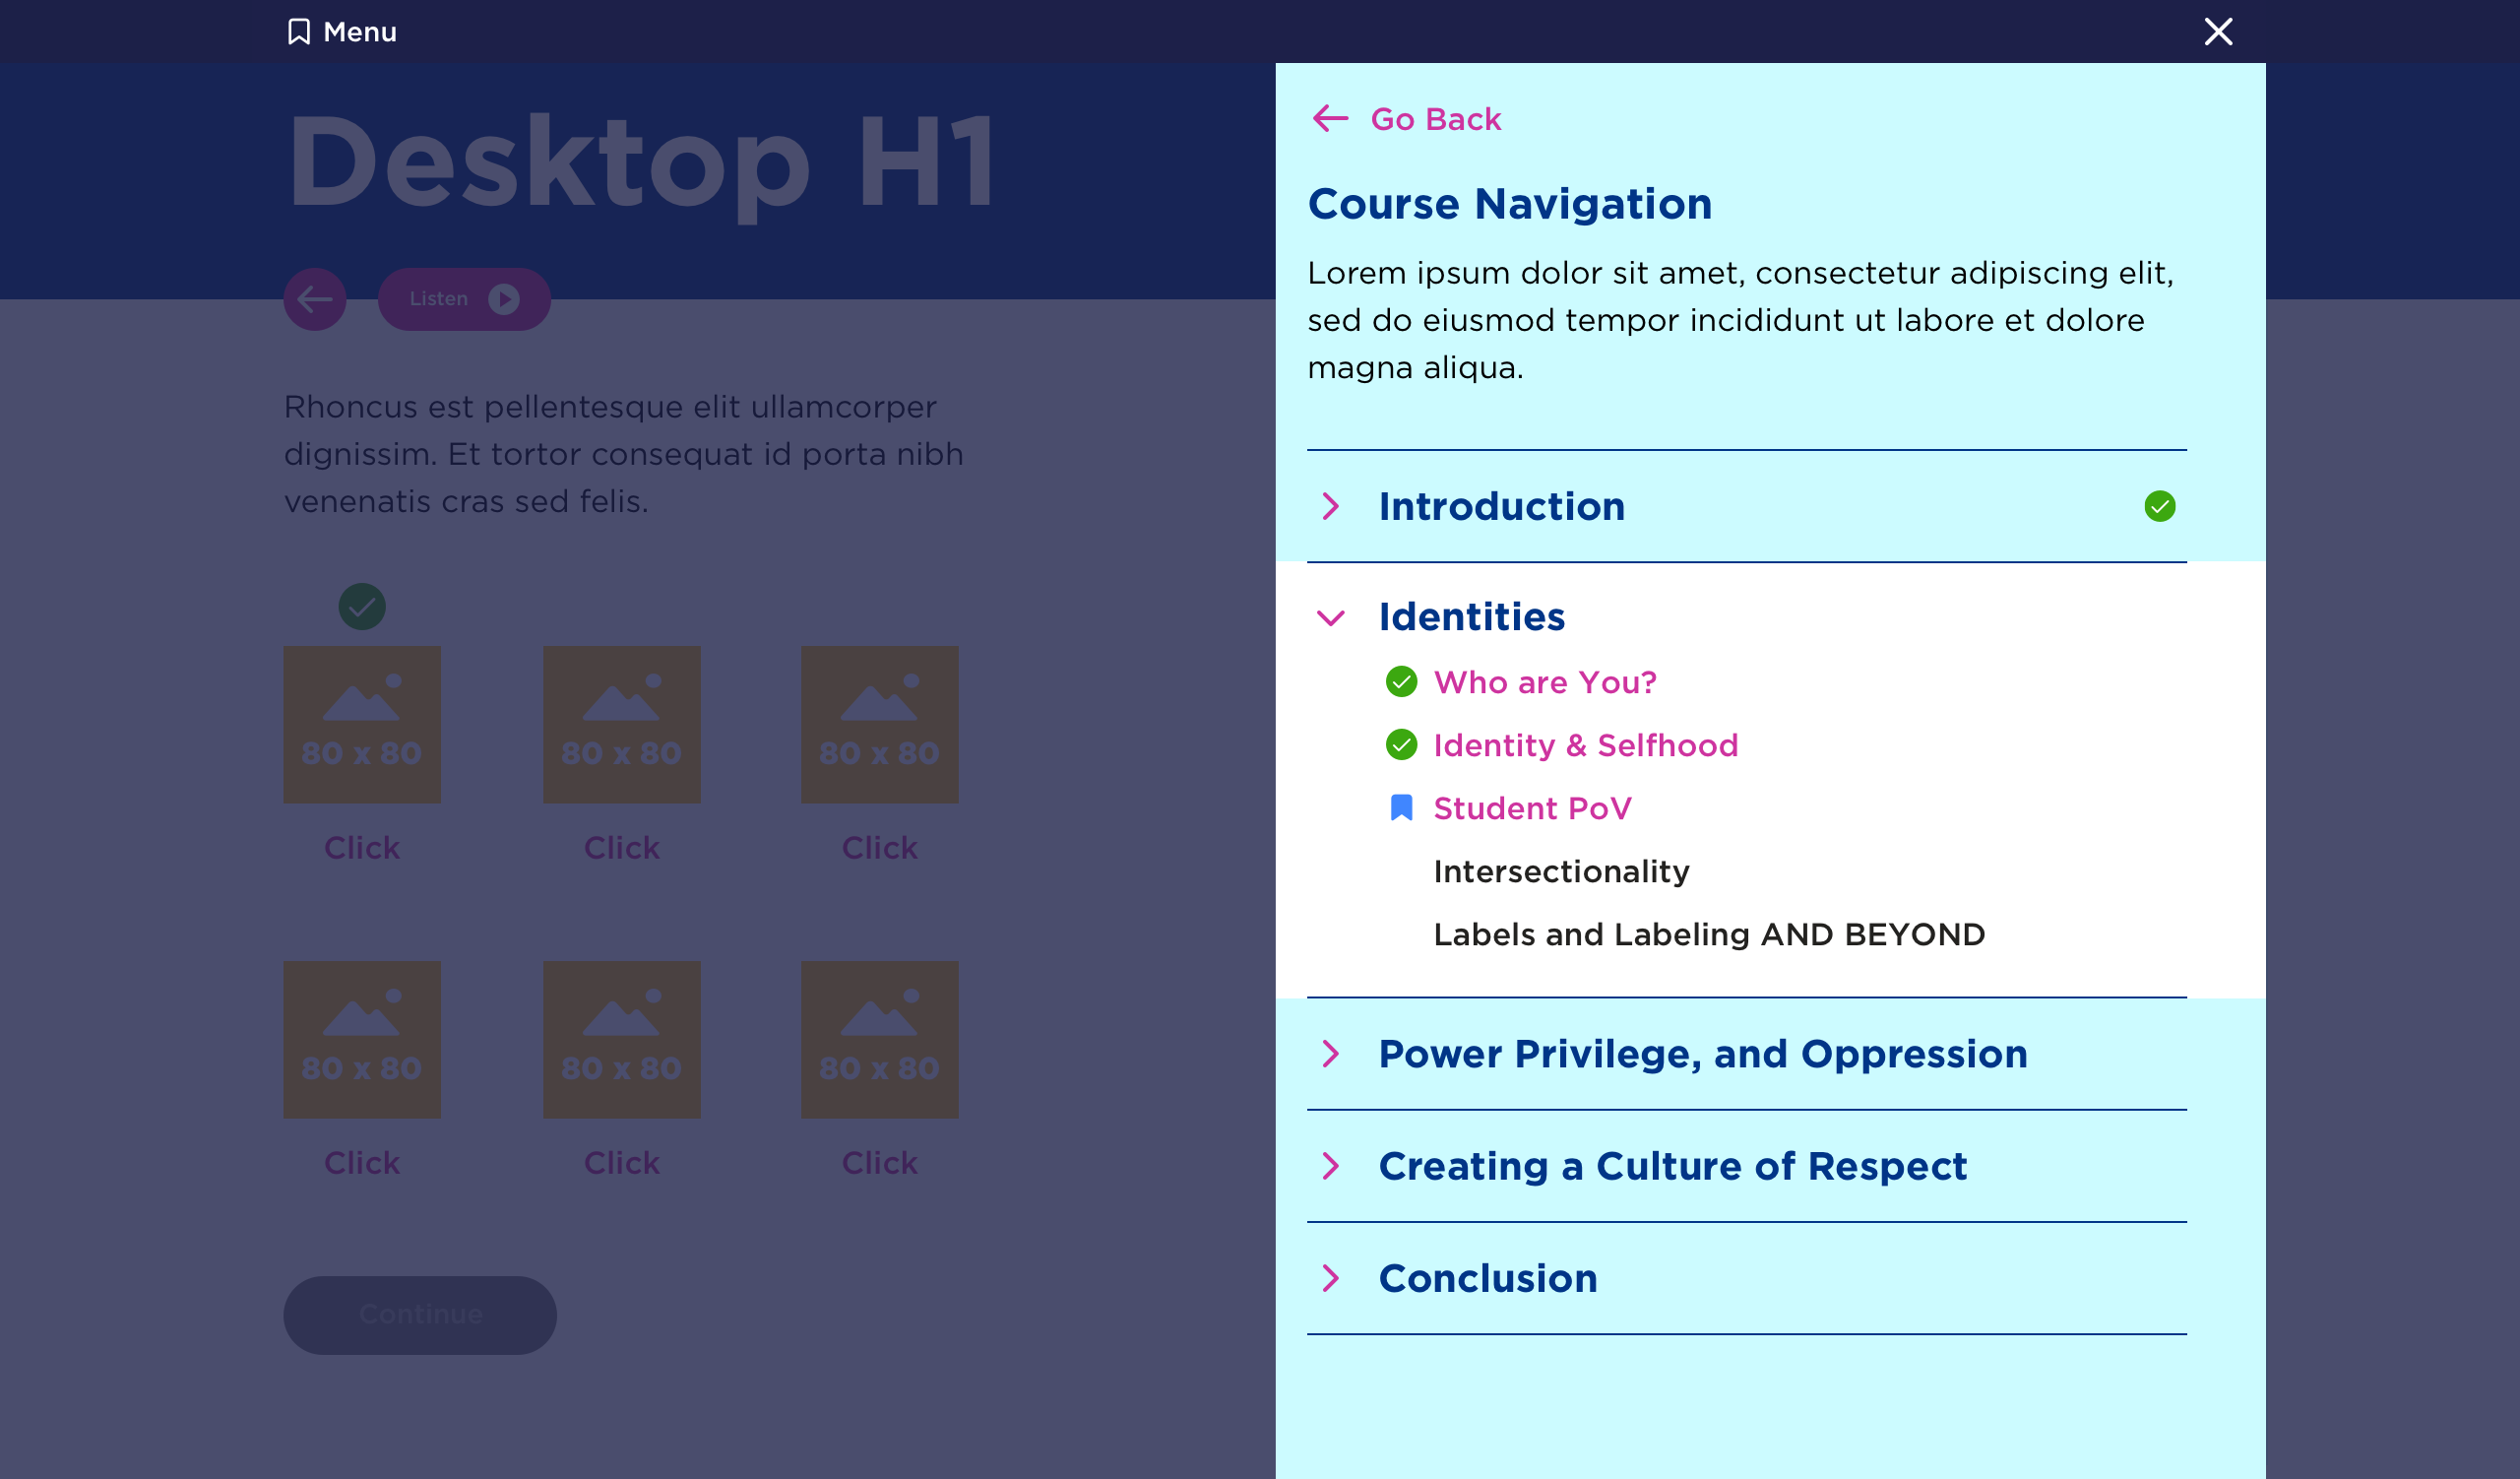 Menu
Desktop H1
Listen
Rhoncus est pellentesque elit ullamcorper
dignissim. Et tortor consequat id porta nibh
venenatis cras sed felis.
80 x 80
80 x 80
80 x 80
Click
Click
Click
80 x 80
80 x 80
80 x 80
Click
Click
Click
Continue
Go Back
Course Navigation
Lorem ipsum dolor sit amet, consectetur adipiscing elit,
sed do eiusmod tempor incididunt ut labore et dolore
magna aliqua.
Introduction
Identities
Who are You?
Identity & Selfhood
Student PoV
Intersectionality
Labels and Labeling AND BEYOND
Power Privilege, and Oppression
Creating a Culture of Respect
Conclusion